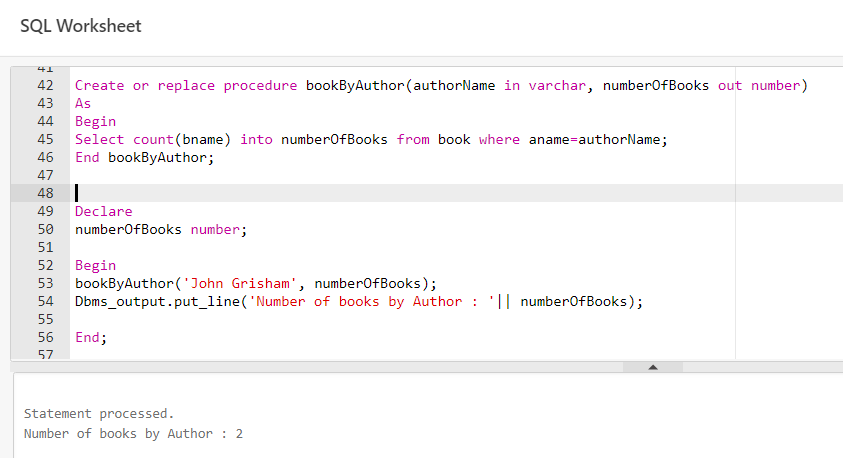 SQL Worksheet
41
42 Create or replace procedure bookByAuthor(authorName in varchar, numberOfBooks out number)
43 As
44 Begin
45 Select count(bname) into numberOfBooks from book where aname=authorName;
46 End bookByAuthor;
47
48
49 Declare
50 numberOfBooks number;
51
52 Begin
53 bookByAuthor('John Grisham', numberOfBooks);
54 Dbms_output.put_line('Number of books by Author : '|| numberOfBooks);
55
56 End;
57
Statement processed.
Number of books by Author : 2